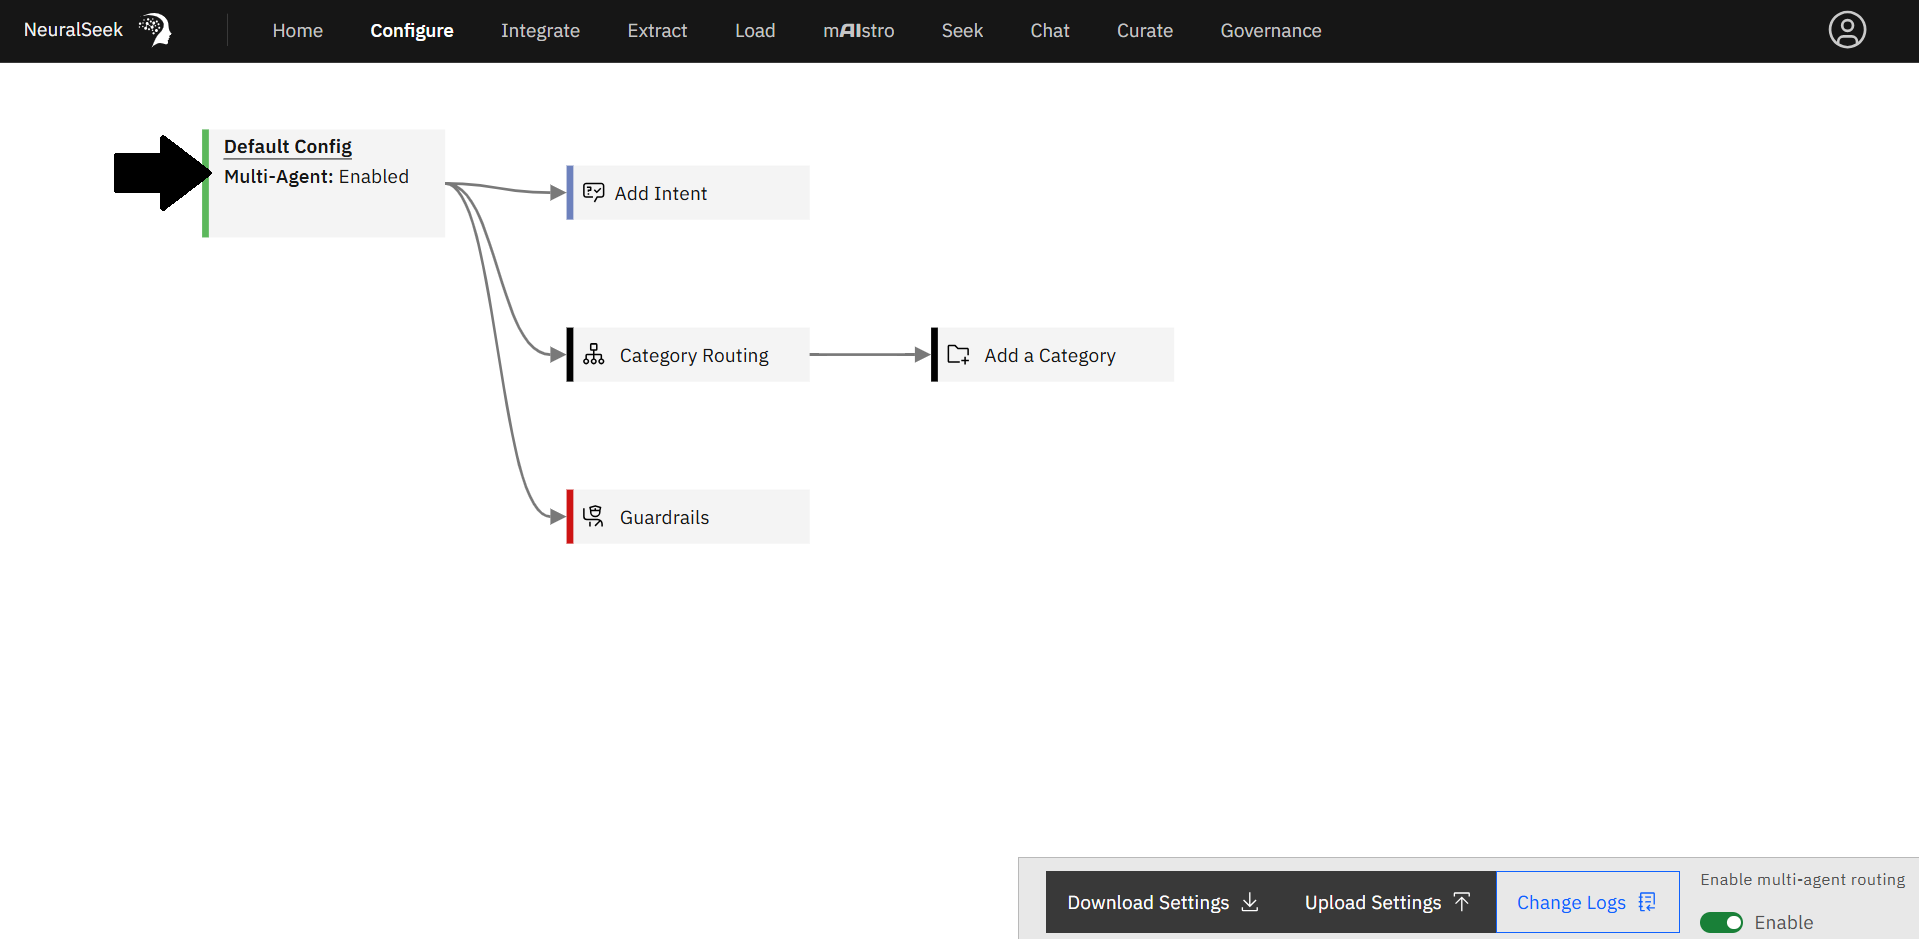 NeuralSeek
Home
Configure
Integrate
Extract
Load
mAIstro
Seek
Chat
Curate
Governance
Default Config
Multi-Agent: Enabled
Add Intent
Category Routing
Add a Category
Guardrails
Download Settings
Upload Settings
Change Logs
Enable multi-agent routing
Enable